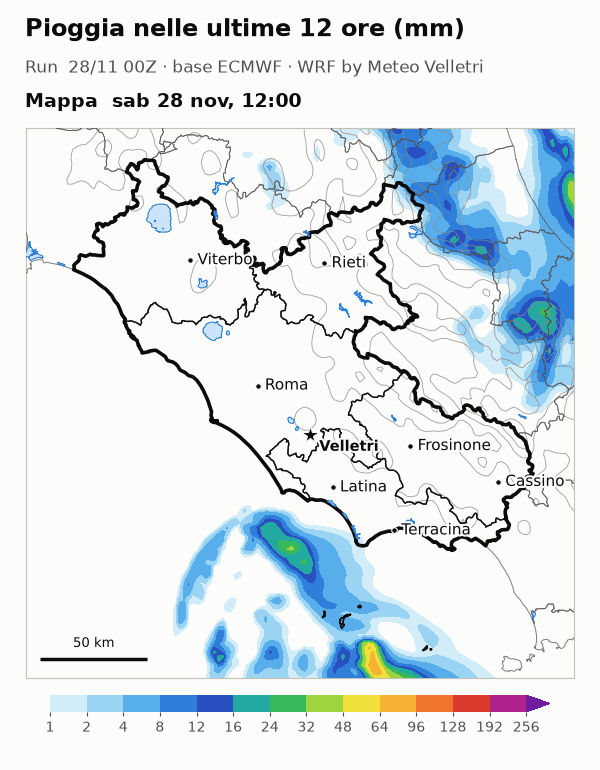 Pioggia nelle ultime 12 ore (mm)
Run  28/11 00Z · base ECMWF · WRF by Meteo Velletri
Mappa  sab 28 nov, 12:00
Viterbo
Rieti
Roma
Velletri
Frosinone
Latina
Cassino
Terracina
50 km
1 2 4 8 12 16 24 32 48 64 96 128 192 256